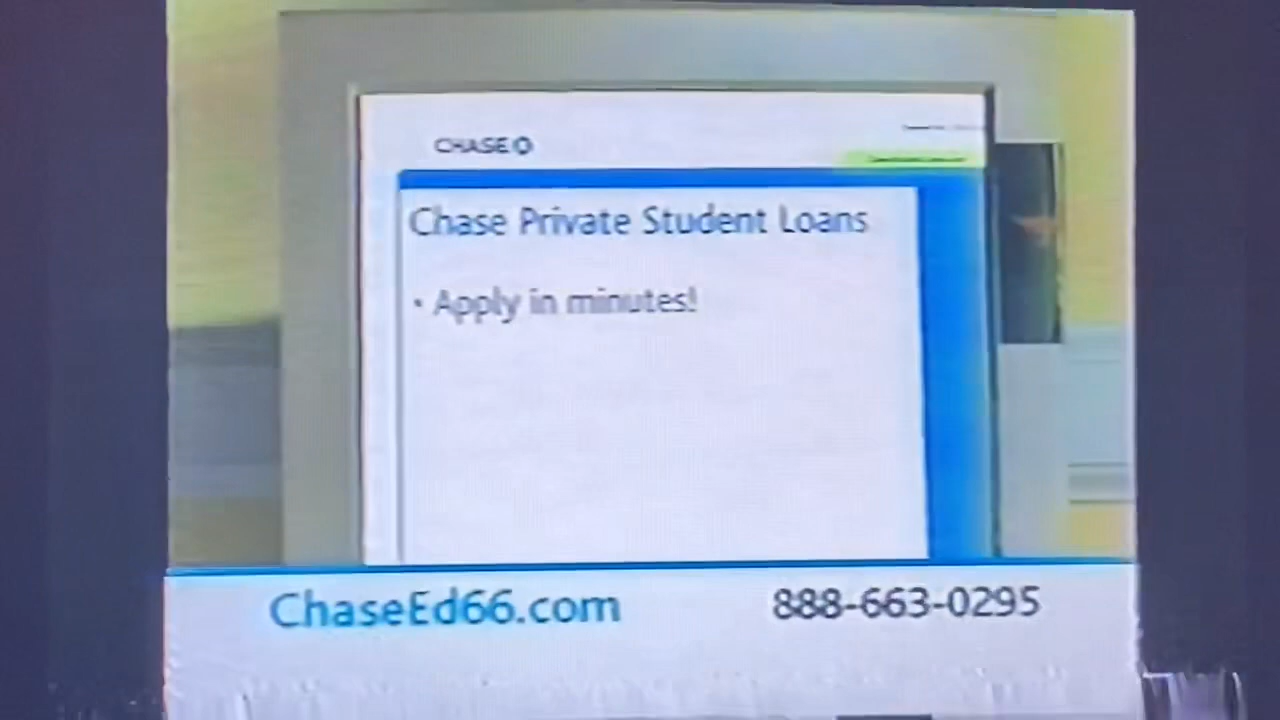 CHASE
Chase Private Student Loans
• Apply in minutes!
ChaseEd66.com
888-663-0295